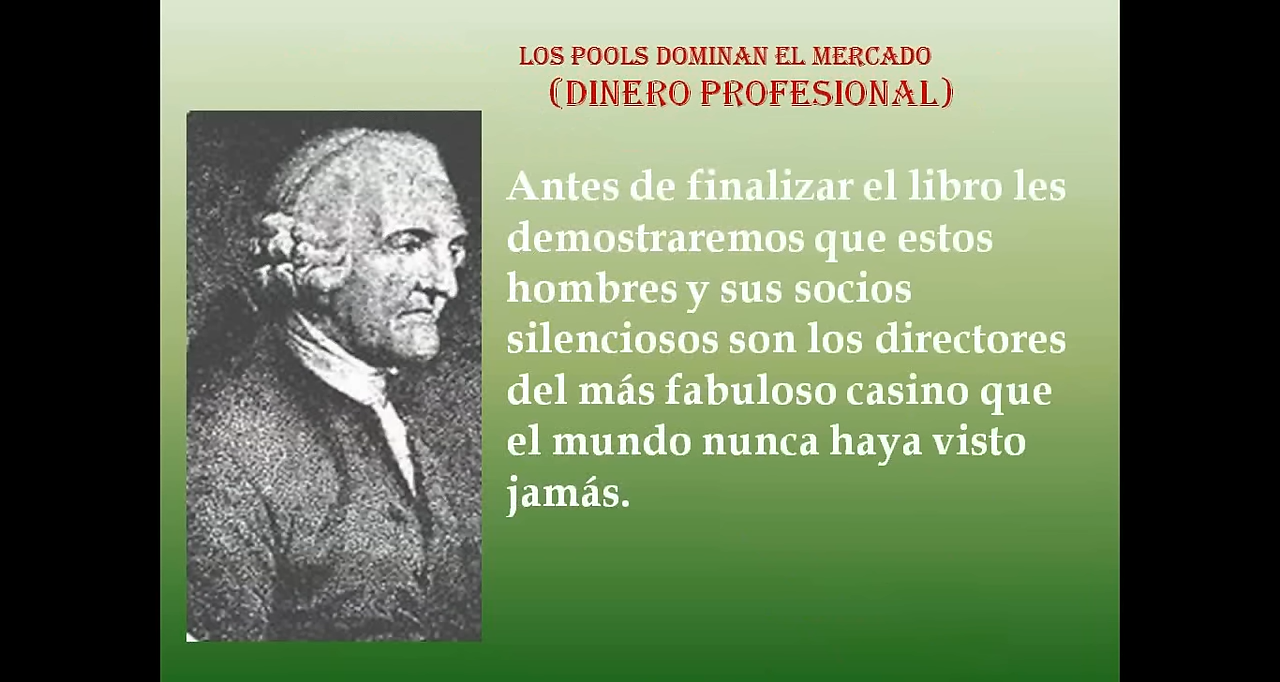 LOS POOLS DOMINAN EL MERCADO
(DINERO PROFESIONAL)
Antes de finalizar el libro les
demostraremos que estos
hombres y sus socios
silenciosos son los directores
del más fabuloso casino que
el mundo nunca haya visto
jamás.